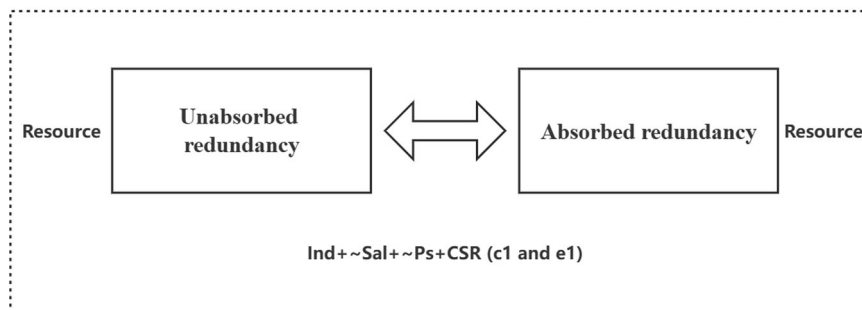 Resource
Unabsorbed
redundancy
Absorbed redundancy
Resource
Ind+~Sal+~Ps+CSR (c1 and e1)